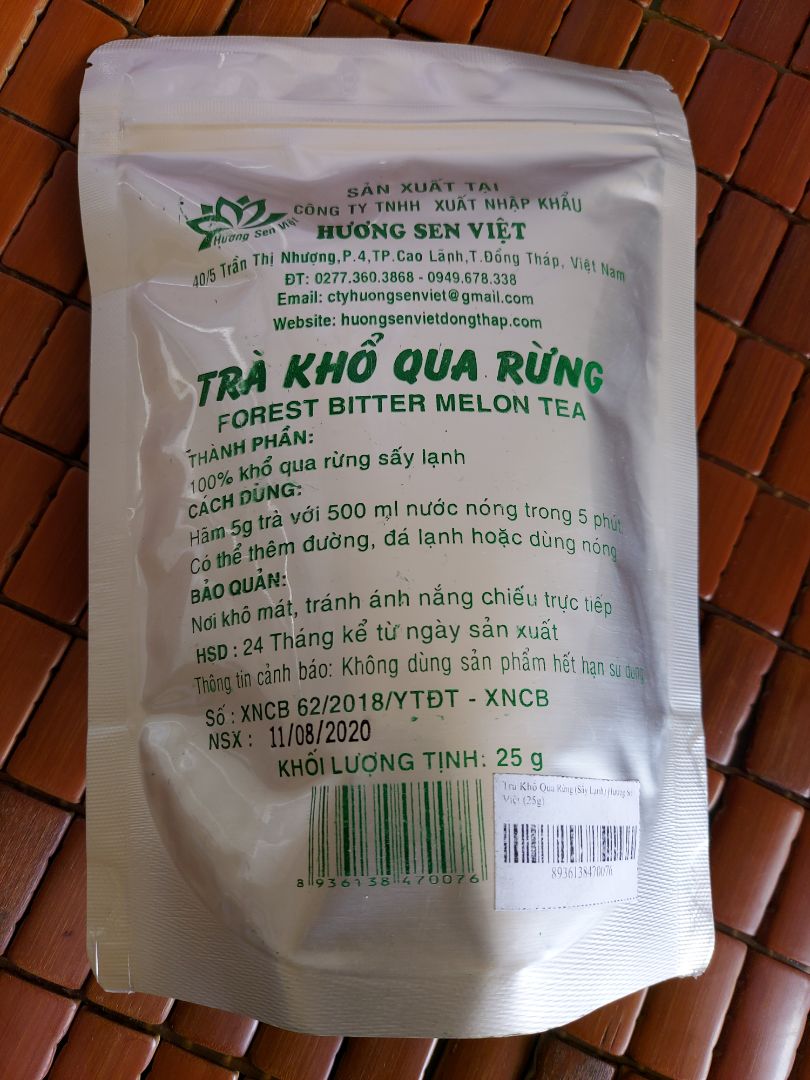 SẢN XUẤT TẠI
CÔNG TY TNHH XUẤT NHẬP KHẨU
Hương Sen Việt
HƯƠNG SEN VIỆT
40/5 Trần Thị Nhượng,P.4,TP.Cao Lãnh,T.Đồng Tháp, Việt Nam
ĐT: 0277.360.3868 - 0949.678.338
Email: ctyhuongsenviet@gmail.com
Website: huongsenvietdongthap.com
TRÀ KHỔ QUA RỪNG
FOREST BITTER MELON TEA
THÀNH PHẦN:
100% khổ qua rừng sấy lạnh
CÁCH DÙNG:
Hãm 5g trà với 500 ml nước nóng trong 5 phút.
Có thể thêm đường, đá lạnh hoặc dùng nóng
BẢO QUẢN:
Nơi khô mát, tránh ánh nắng chiếu trực tiếp
HSD : 24 Tháng kể từ ngày sản xuất
Thông tin cảnh báo: Không dùng sản phẩm hết hạn sử dụng
Số : XNCB 62/2018/YTĐT - XNCB
NSX : 11/08/2020
KHỐI LƯỢNG TỊNH: 25 g
8 936138 470076
Trà Khổ Qua Rừng (Sấy Lạnh) (Hương
Việt (25g)
8936138470076